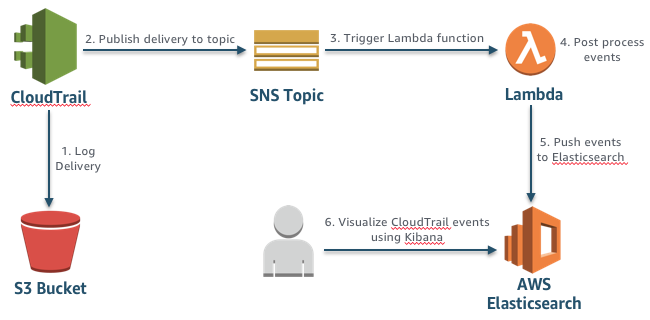 2. Publish delivery to topic
3. Trigger Lambda function
4. Post process
events
CloudTrail
SNS Topic
Lambda
1. Log
Delivery
5. Push events
to Elasticsearch
6. Visualize CloudTrail events
using Kibana
S3 Bucket
AWS
Elasticsearch